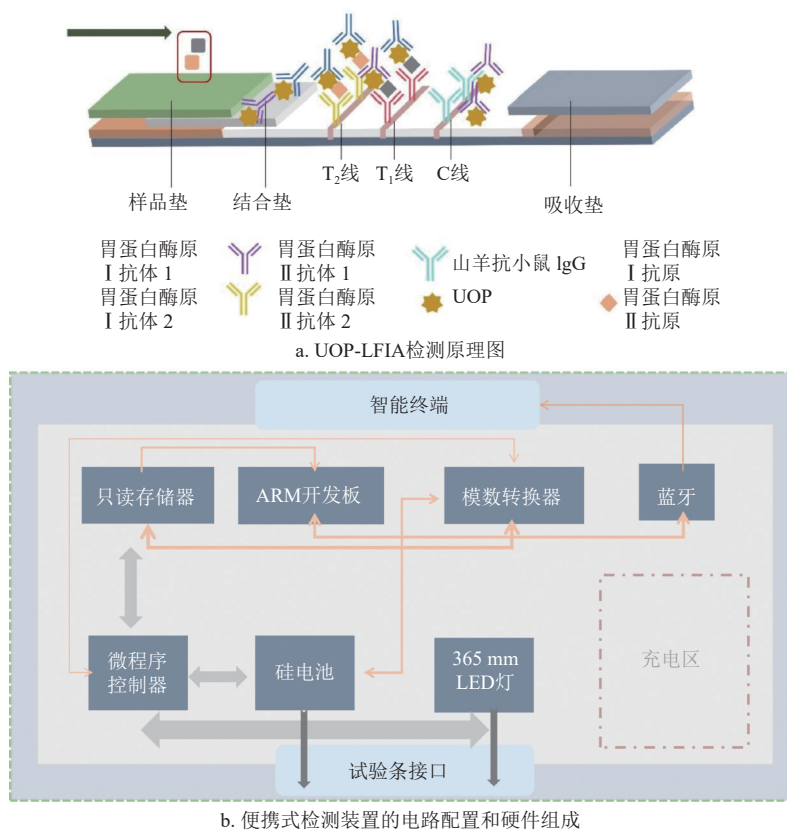 T₂线
T₁线
C线
样品垫
结合垫
吸收垫
胃蛋白酶原
Ⅰ抗体 1
胃蛋白酶原
Ⅱ抗体 1
山羊抗小鼠 lgG
胃蛋白酶原
Ⅰ抗原
胃蛋白酶原
Ⅰ抗体 2
胃蛋白酶原
Ⅱ抗体 2
UOP
胃蛋白酶原
Ⅱ抗原
a. UOP-LFIA检测原理图
智能终端
只读存储器
ARM开发板
模数转换器
蓝牙
微程序
控制器
硅电池
365 mm
LED灯
充电区
试验条接口
b. 便携式检测装置的电路配置和硬件组成